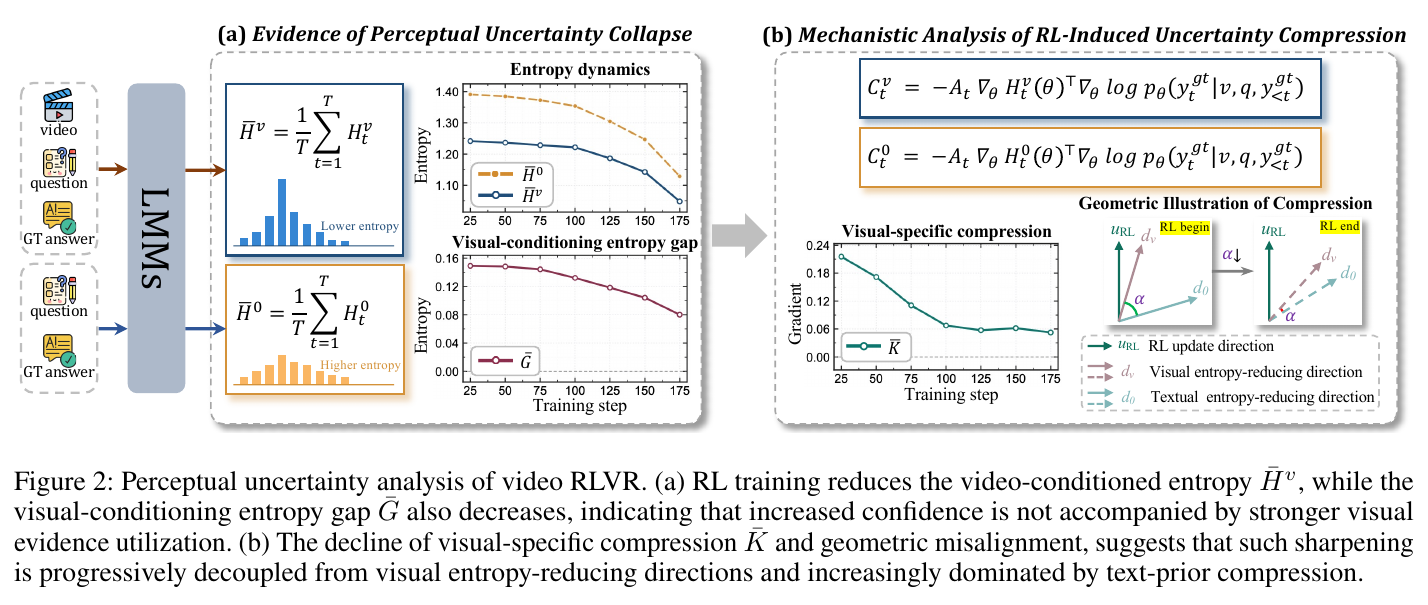 (a) Evidence of Perceptual Uncertainty Collapse
video
question
GT answer
question
GT answer
LMMs
H̄^v = 1/T ∑_{t=1}^{T} H_t^v
Lower entropy
H̄^0 = 1/T ∑_{t=1}^{T} H_t^0
Higher entropy
Entropy dynamics
Entropy
1.40
1.30
1.20
1.10
H̄^0
H̄^v
25 50 75 100 125 150 175
Visual-conditioning entropy gap
Entropy
0.16
0.12
0.08
0.04
0.00
Ḡ
25 50 75 100 125 150 175
Training step
(b) Mechanistic Analysis of RL-Induced Uncertainty Compression
C_t^v = −A_t ∇_θ H_t^v(θ)^⊤ ∇_θ log p_θ(y_t^{gt}|v, q, y_{<t}^{gt})
C_t^0 = −A_t ∇_θ H_t^0(θ)^⊤ ∇_θ log p_θ(y_t^{gt}|v, q, y_{<t}^{gt})
Visual-specific compression
Gradient
0.24
0.18
0.12
0.06
0.00
K̄
25 50 75 100 125 150 175
Training step
Geometric Illustration of Compression
u_RL d_v RL begin
α
d_0
α↓
u_RL RL end
d_v
d_0
α
u_RL RL update direction
d_v Visual entropy-reducing direction
d_0 Textual entropy-reducing direction
Figure 2: Perceptual uncertainty analysis of video RLVR. (a) RL training reduces the video-conditioned entropy H̄^v, while the
visual-conditioning entropy gap Ḡ also decreases, indicating that increased confidence is not accompanied by stronger visual
evidence utilization. (b) The decline of visual-specific compression K̄ and geometric misalignment, suggests that such sharpening
is progressively decoupled from visual entropy-reducing directions and increasingly dominated by text-prior compression.